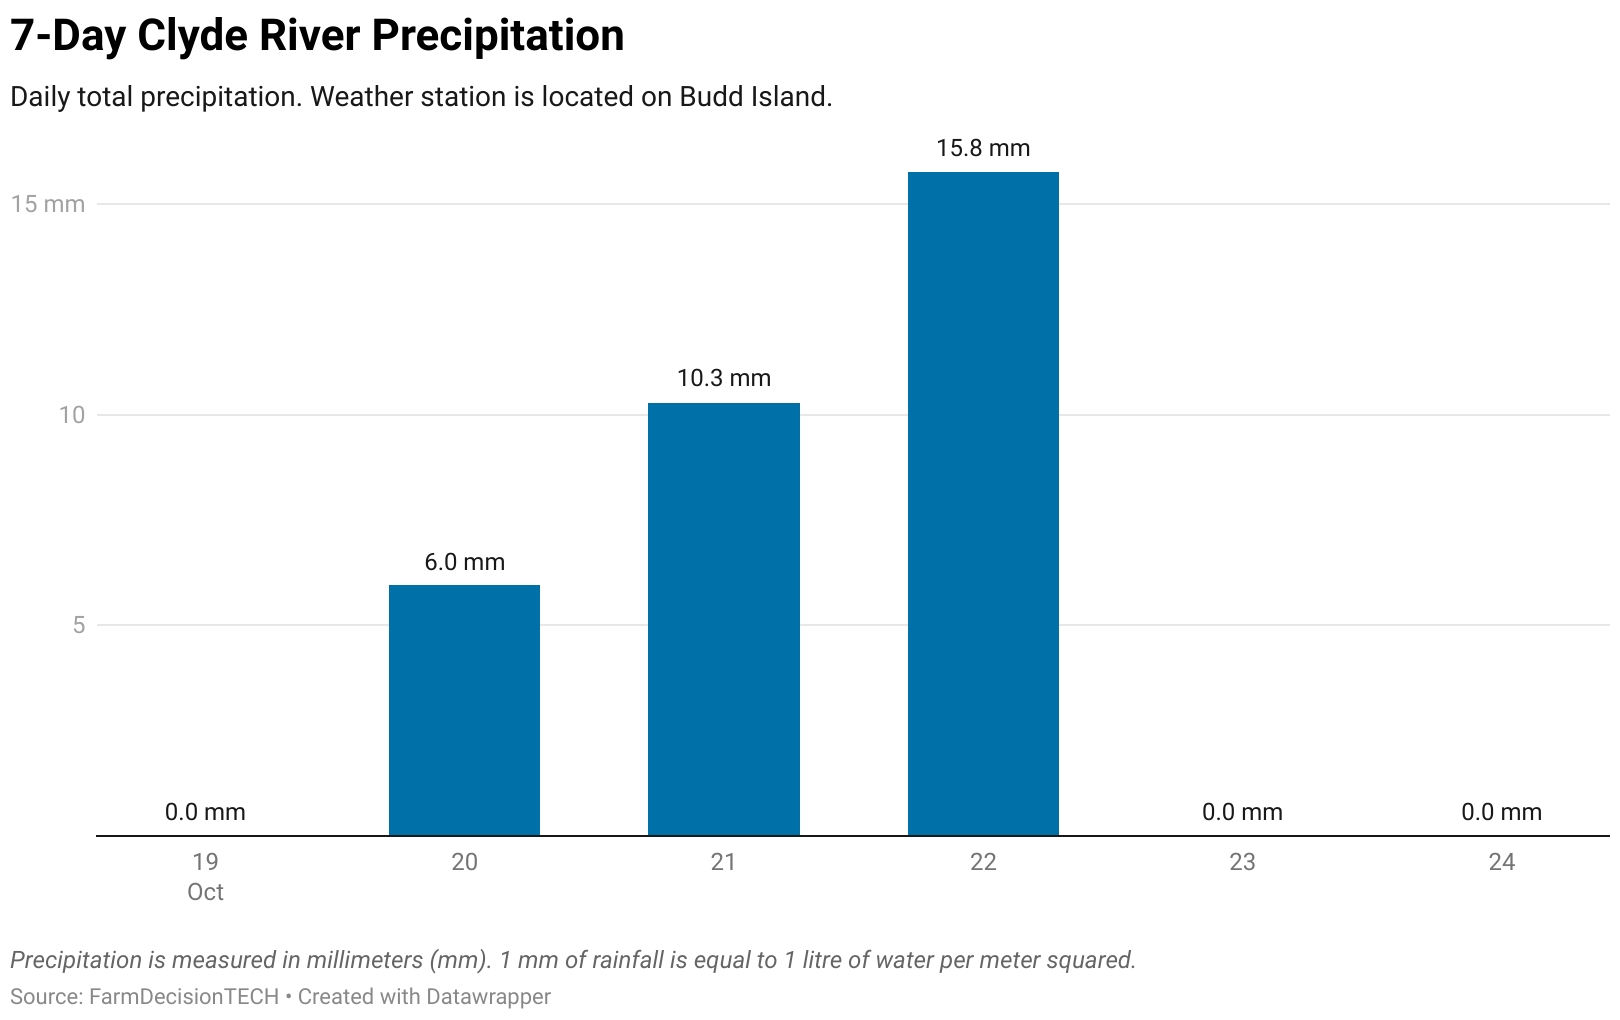 7-Day Clyde River Precipitation
Daily total precipitation. Weather station is located on Budd Island.
15.8 mm
15 mm
10.3 mm
10
6.0 mm
5
0.0 mm
0.0 mm
0.0 mm
19
20
21
22
23
24
Oct
Precipitation is measured in millimeters (mm). 1 mm of rainfall is equal to 1 litre of water per meter squared.
Source: FarmDecisionTECH • Created with Datawrapper